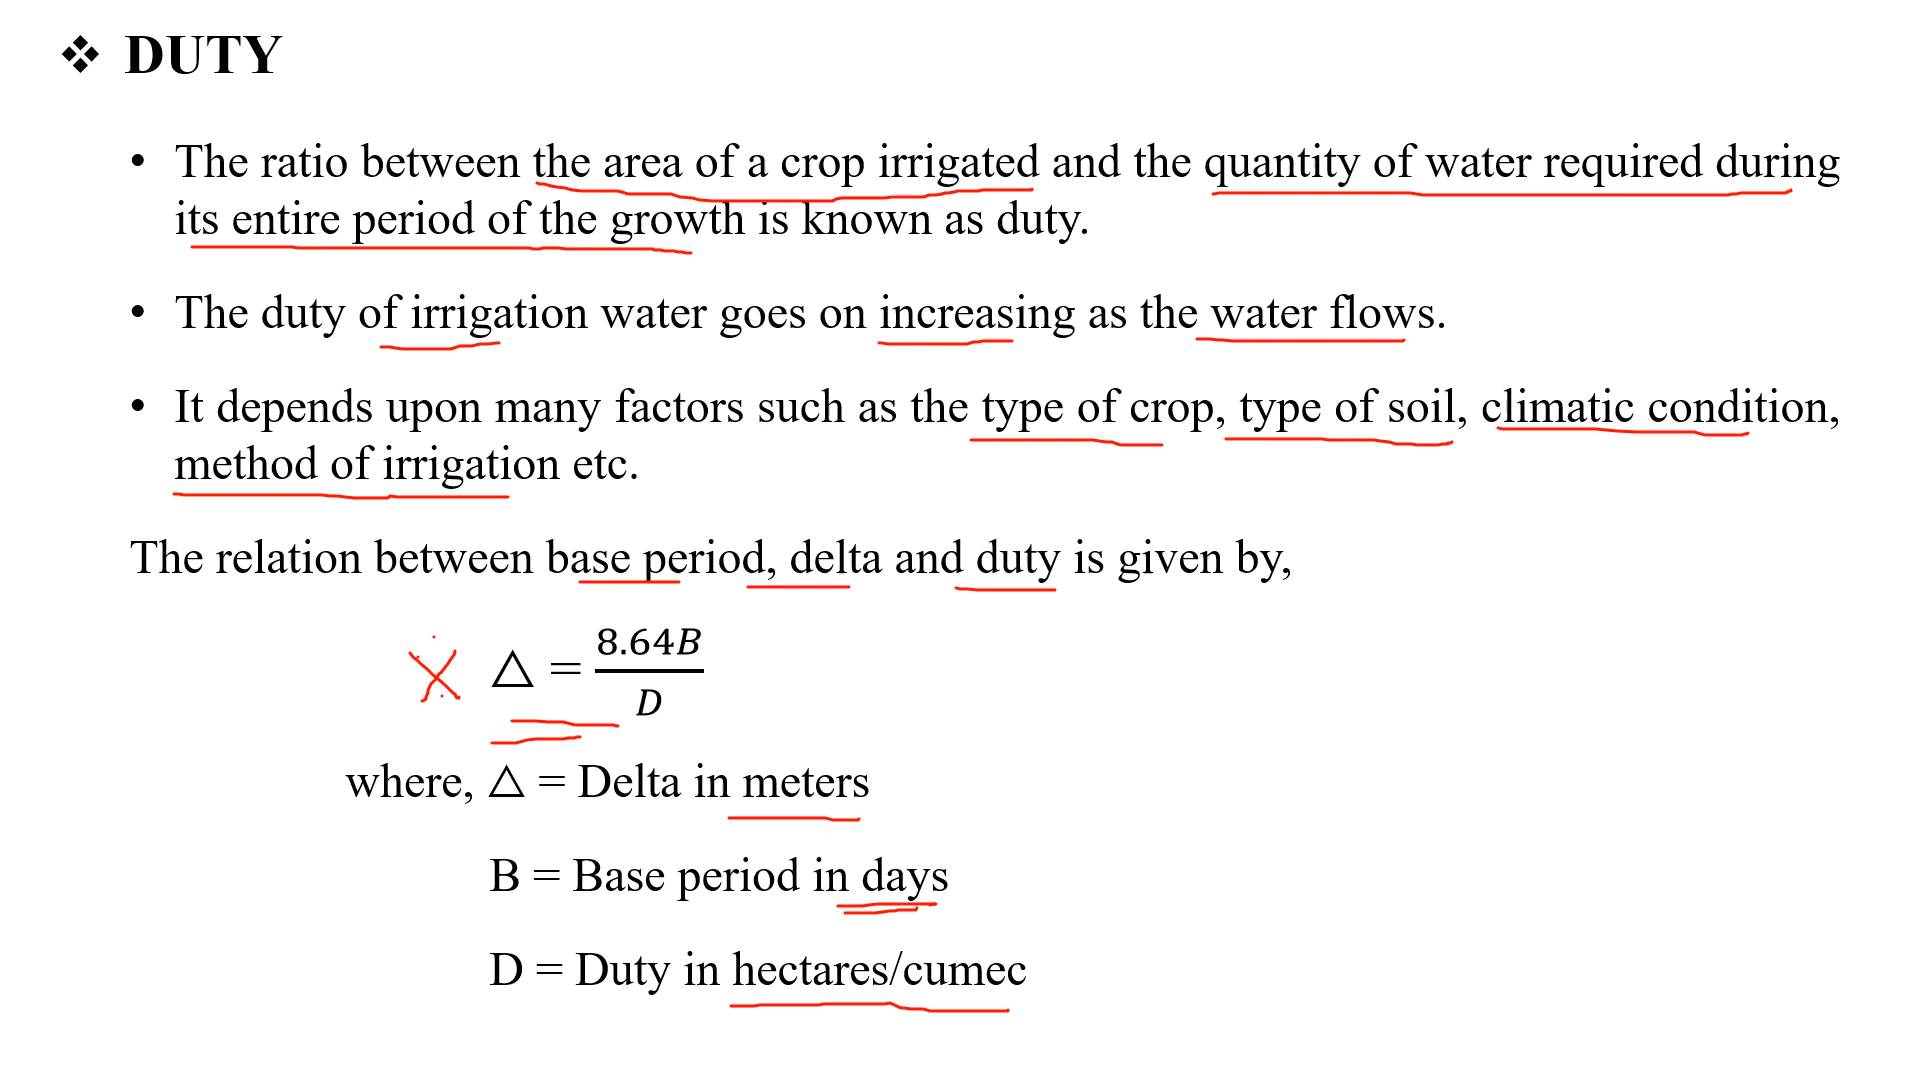 ❖ DUTY
• The ratio between the area of a crop irrigated and the quantity of water required during
its entire period of the growth is known as duty.
• The duty of irrigation water goes on increasing as the water flows.
• It depends upon many factors such as the type of crop, type of soil, climatic condition,
method of irrigation etc.
The relation between base period, delta and duty is given by,
△ = 8.64B / D
where, △ = Delta in meters
B = Base period in days
D = Duty in hectares/cumec